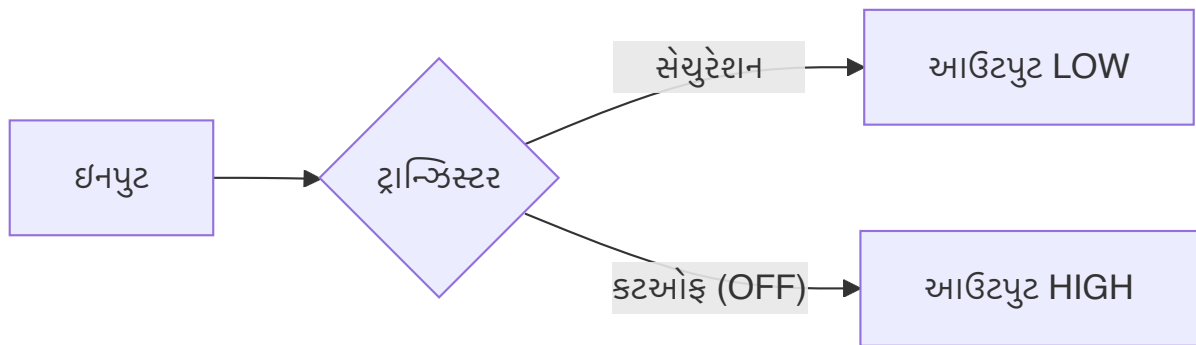 ઇનપુટ
ટ્રાન્ઝિસ્ટર
સેચુરેશન
આઉટપુટ LOW
કટઓફ (OFF)
આઉટપુટ HIGH